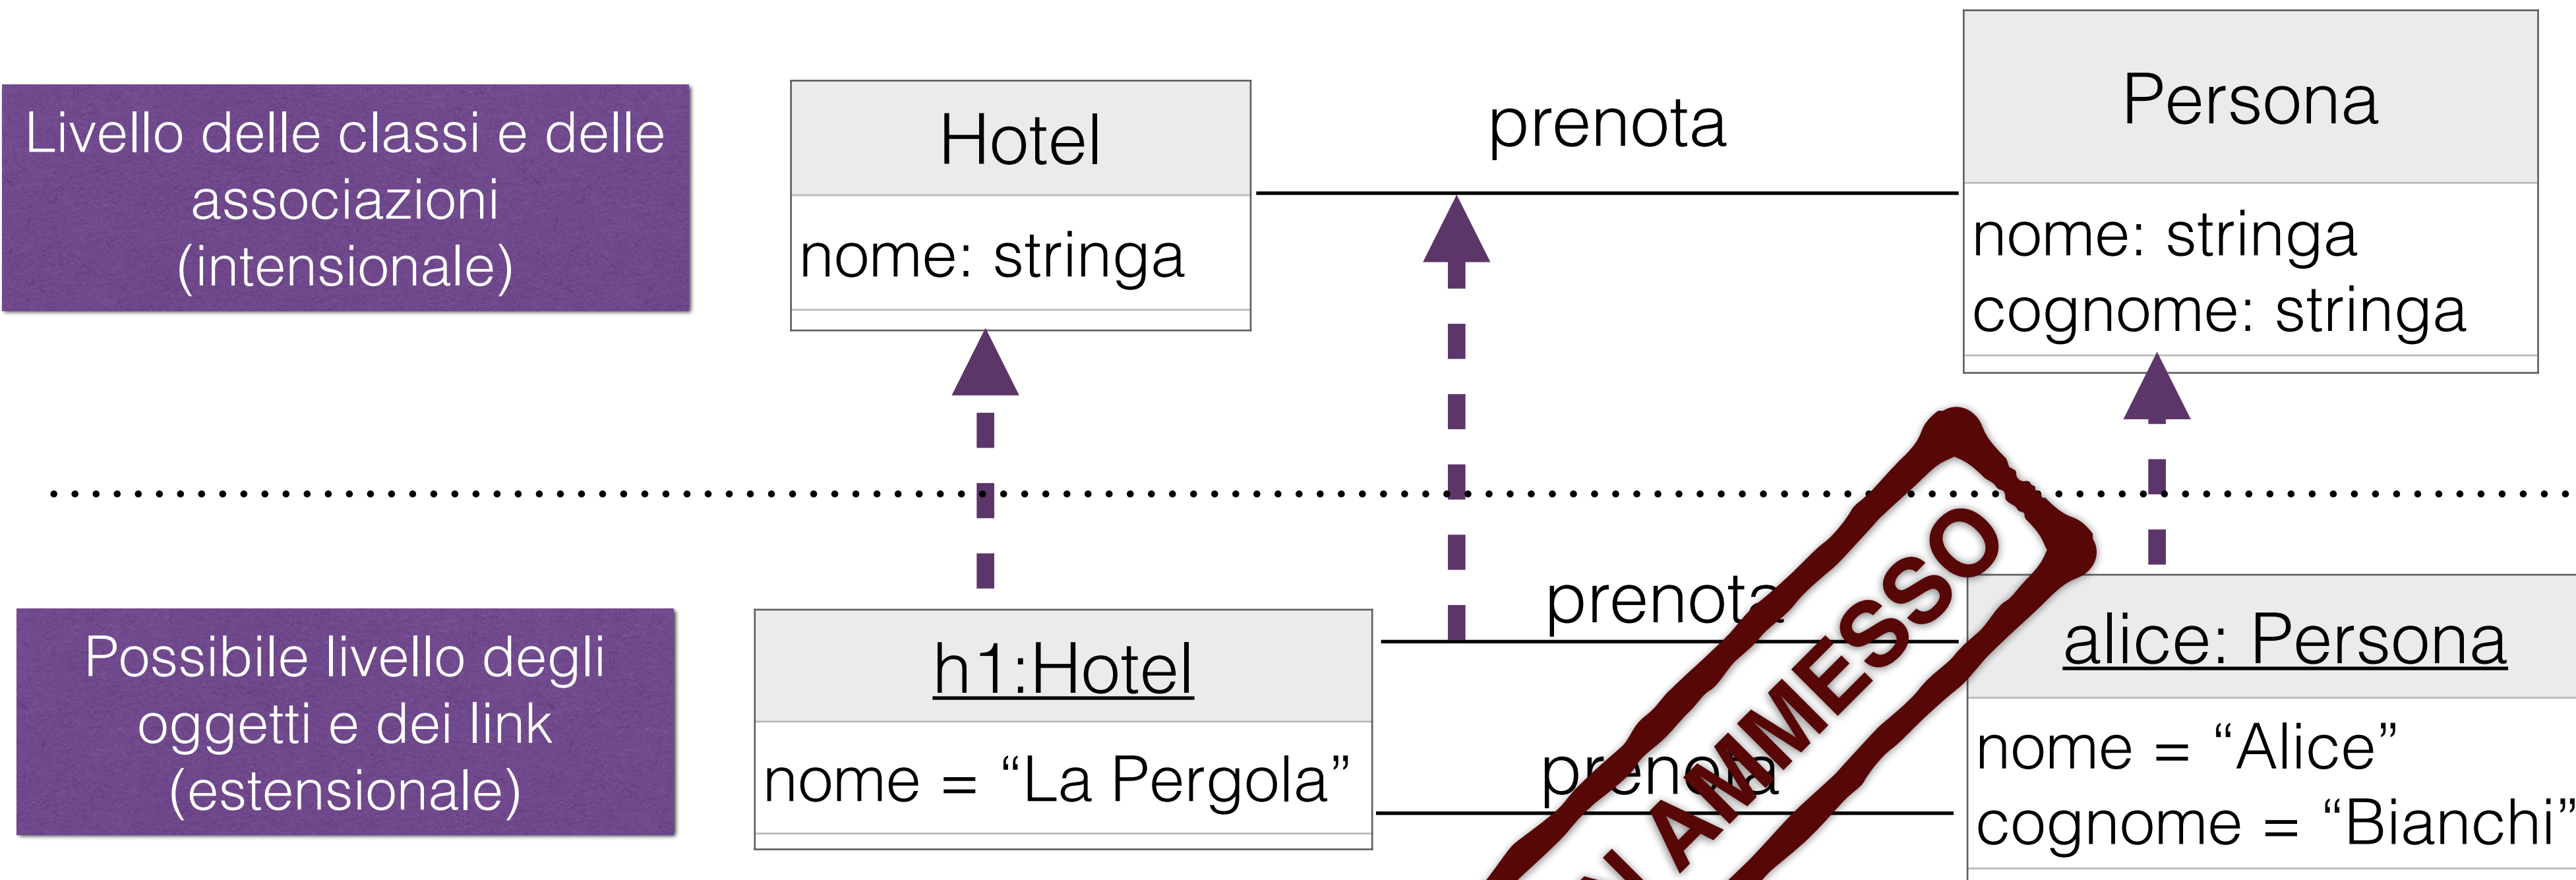 Livello delle classi e delle
associazioni
(intensionale)
Hotel
nome: stringa
prenota
Persona
nome: stringa
cognome: stringa
Possibile livello degli
oggetti e dei link
(estensionale)
h1:Hotel
nome = “La Pergola”
prenota
prenota
N AMMESSO
alice: Persona
nome = “Alice”
cognome = “Bianchi”